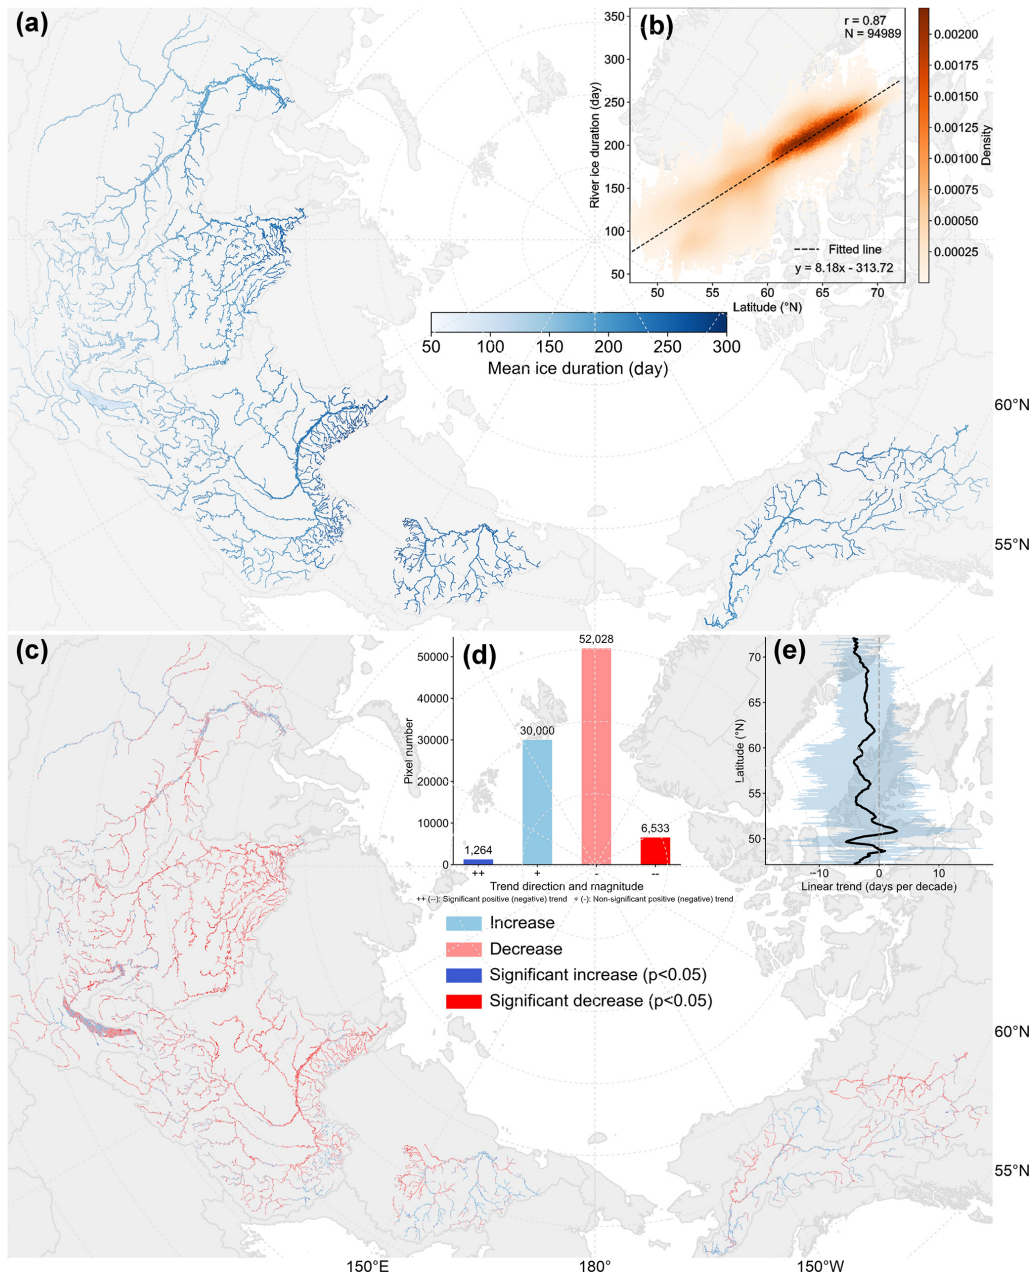 (a)
(b)
r = 0.87
N = 94989
350
300
250
200
150
100
50
River ice duration (day)
50 55 60 65 70
Latitude (°N)
Fitted line
y = 8.18x - 313.72
0.00200
0.00175
0.00150
0.00125
0.00100
0.00075
0.00050
0.00025
Density
50 100 150 200 250 300
Mean ice duration (day)
60°N
55°N
(c)
(d)
50000
40000
30000
20000
10000
0
Pixel number
1,264
30,000
52,028
6,533
++ + - --
Trend direction and magnitude
++ (--): Significant positive (negative) trend + (-): Non-significant positive (negative) trend
Increase
Decrease
Significant increase (p<0.05)
Significant decrease (p<0.05)
(e)
70
65
60
55
50
Latitude (°N)
−10 0 10
Linear trend (days per decade)
60°N
55°N
150°E 180° 150°W